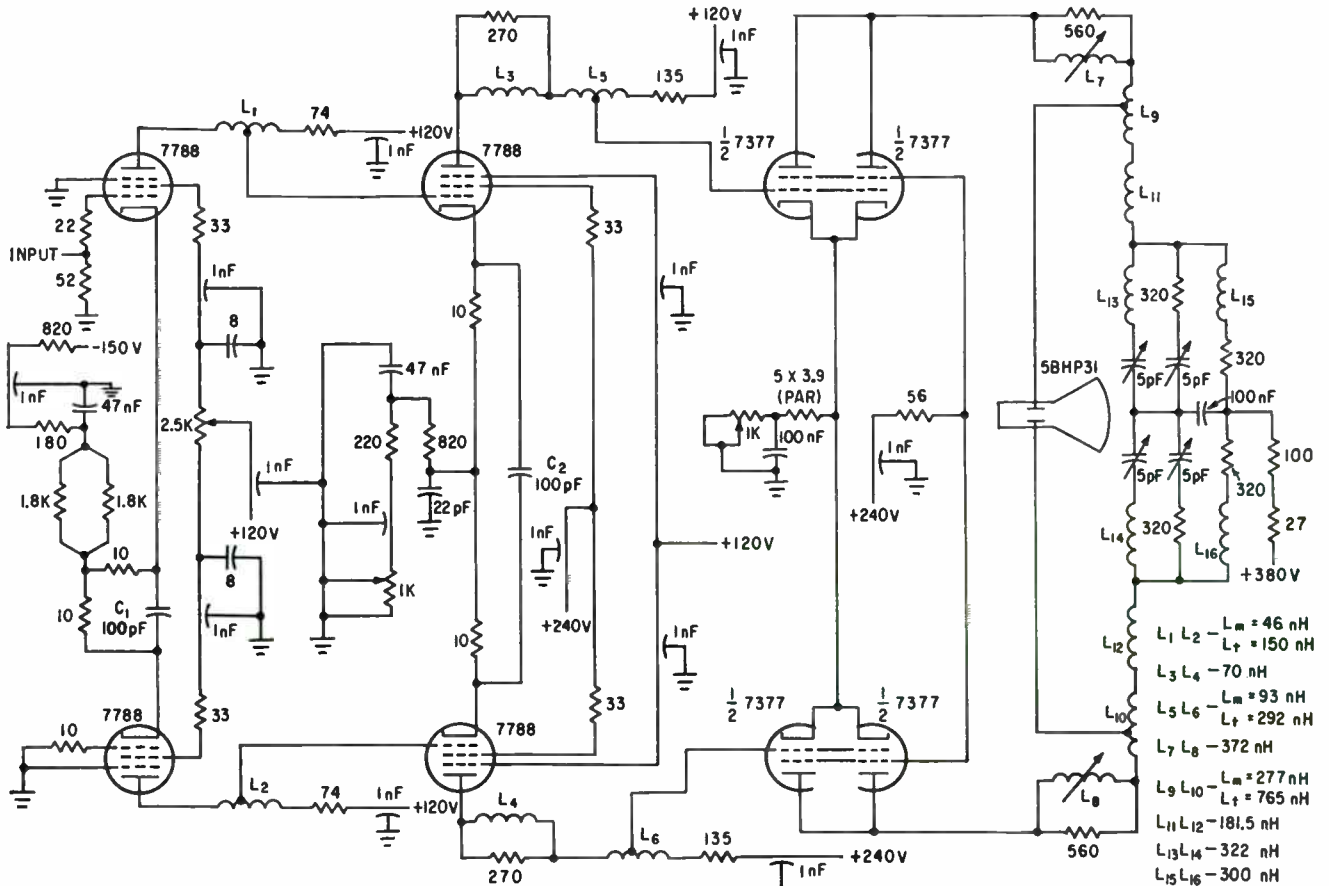 +120V
1nF
270
L3
L5
135
560
L7
L1
74
+120V
1nF
7788
7788
½ 7377
½ 7377
L9
L11
22
INPUT
52
33
33
1nF
8
1nF
10
820
-150V
1nF
47nF
180
1.8K
1.8K
2.5K
+120V
1nF
47nF
220
820
22pF
1nF
1K
C2
100pF
1nF
+240V
+120V
5 X 3.9
(PAR)
1K
100nF
56
1nF
+240V
L13
320
L15
5pF
5pF
320
5BHP31
100nF
5pF
5pF
320
100
27
+380V
L14
320
L16
10
10
C1
100pF
8
1nF
10
1nF
33
33
10
7788
7788
½ 7377
½ 7377
L12
L10
L2
74
1nF
+120V
L4
270
L6
135
1nF
+240V
L8
560
L1 L2 – Lm = 46 nH
Lt = 150 nH
L3 L4 – 70 nH
L5 L6 – Lm = 93 nH
Lt = 292 nH
L7 L8 – 372 nH
L9 L10 – Lm = 277 nH
Lt = 765 nH
L11 L12 – 181.5 nH
L13 L14 – 322 nH
L15 L16 – 300 nH